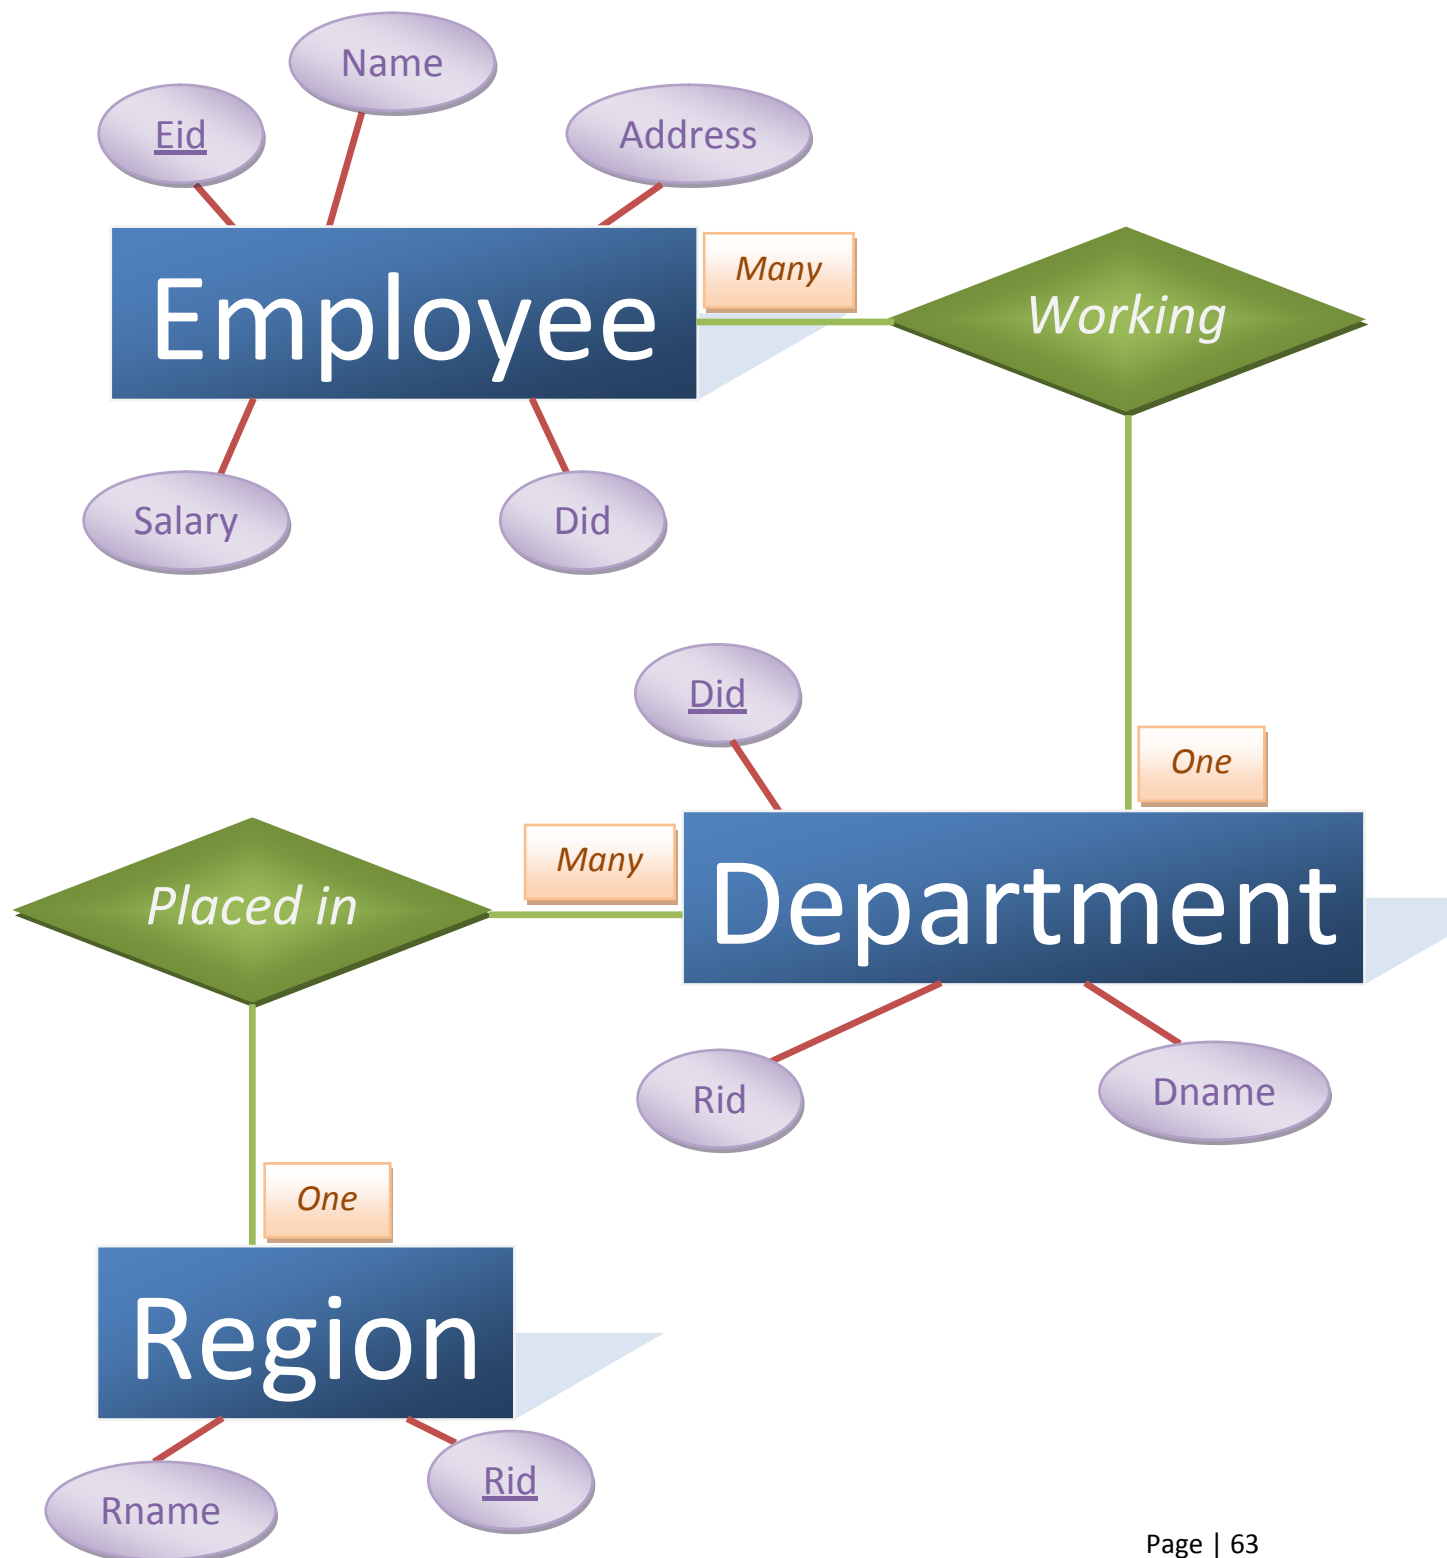 Name
Eid
Address
Employee
Many
Working
Salary
Did
Did
One
Many
Placed in
Department
Rid
Dname
One
Region
Rname
Rid
Page | 63